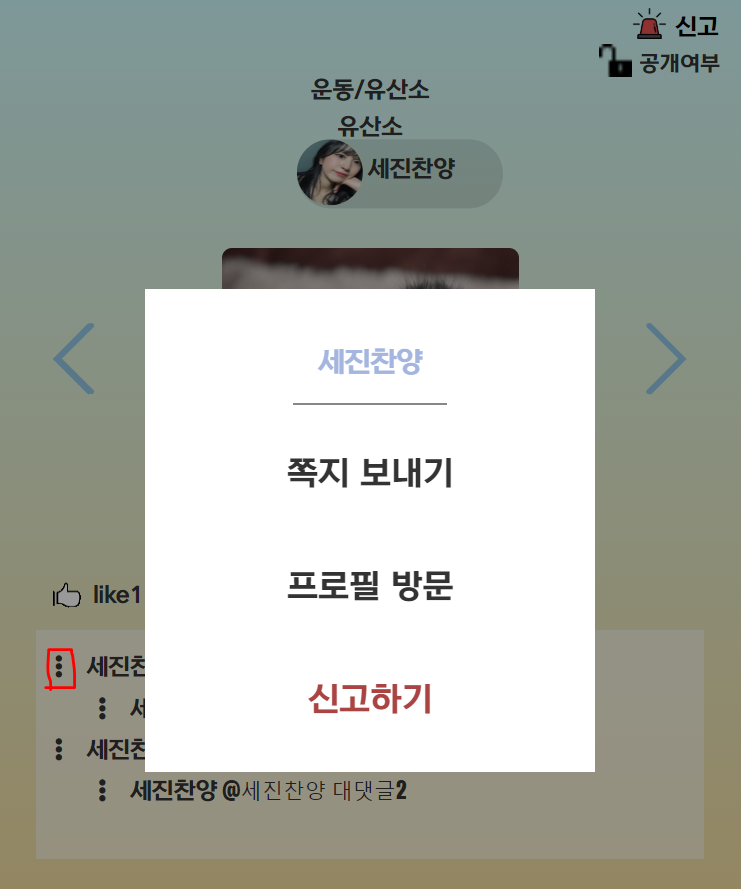 신고
공개여부
운동/유산소
유산소
세진찬양
세진찬양
쪽지 보내기
프로필 방문
신고하기
like1
세진찬
세
세진찬
세진찬양 @세진찬양 대댓글2